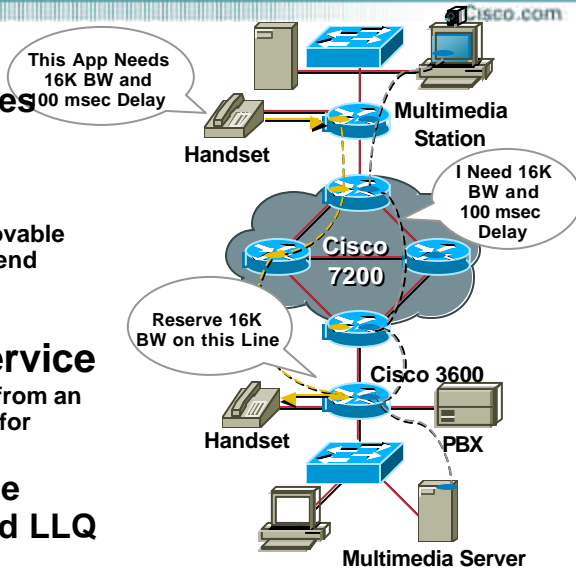 Cisco.com
This App Needs
16K BW and
100 msec Delay
es
Multimedia
Station
Handset
I Need 16K
BW and
100 msec
Delay
ovable
end
Cisco
7200
Reserve 16K
BW on this Line
ervice
from an
for
Cisco 3600
Handset
PBX
e
d LLQ
Multimedia Server